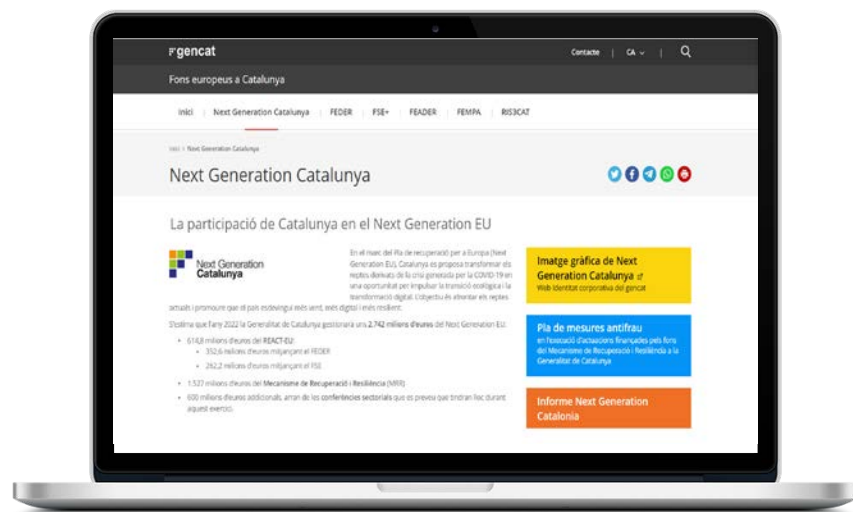 gencat
Contacte | CA |
Fons europeus a Catalunya
Inici | Next Generation Catalunya | FEDER | FSE+ | FEADER | FEMPA | RIS3CAT
Inici > Next Generation Catalunya
Next Generation Catalunya
La participació de Catalunya en el Next Generation EU
Next Generation
Catalunya
En el marc del Pla de recuperació per a Europa (Next
Generation EU), Catalunya es proposa transformar els
reptes derivats de la crisi generada per la COVID-19 en
una oportunitat per impulsar la transició ecològica i la
transformació digital. L'objectiu és afrontar els reptes
actuals i promoure que el país esdevingui més verd, més digital i més resilient.
S'estima que l'any 2022 la Generalitat de Catalunya gestionarà uns 2.742 milions d'euros del Next Generation EU:
• 614,8 milions d'euros del REACT-EU:
• 352,6 milions d'euros mitjançant el FEDER
• 262,2 milions d'euros mitjançant el FSE
• 1.527 milions d'euros del Mecanisme de Recuperació i Resiliència (MRR)
• 600 milions d'euros addicionals, arran de les conferències sectorials que es preveu que tindran lloc durant
aquest exercici.
Imatge gràfica de Next
Generation Catalunya
Web Identitat corporativa del gencat
Pla de mesures antifrau
en l'execució d'actuacions finançades pels fons
del Mecanisme de Recuperació i Resiliència a la
Generalitat de Catalunya
Informe Next Generation
Catalonia